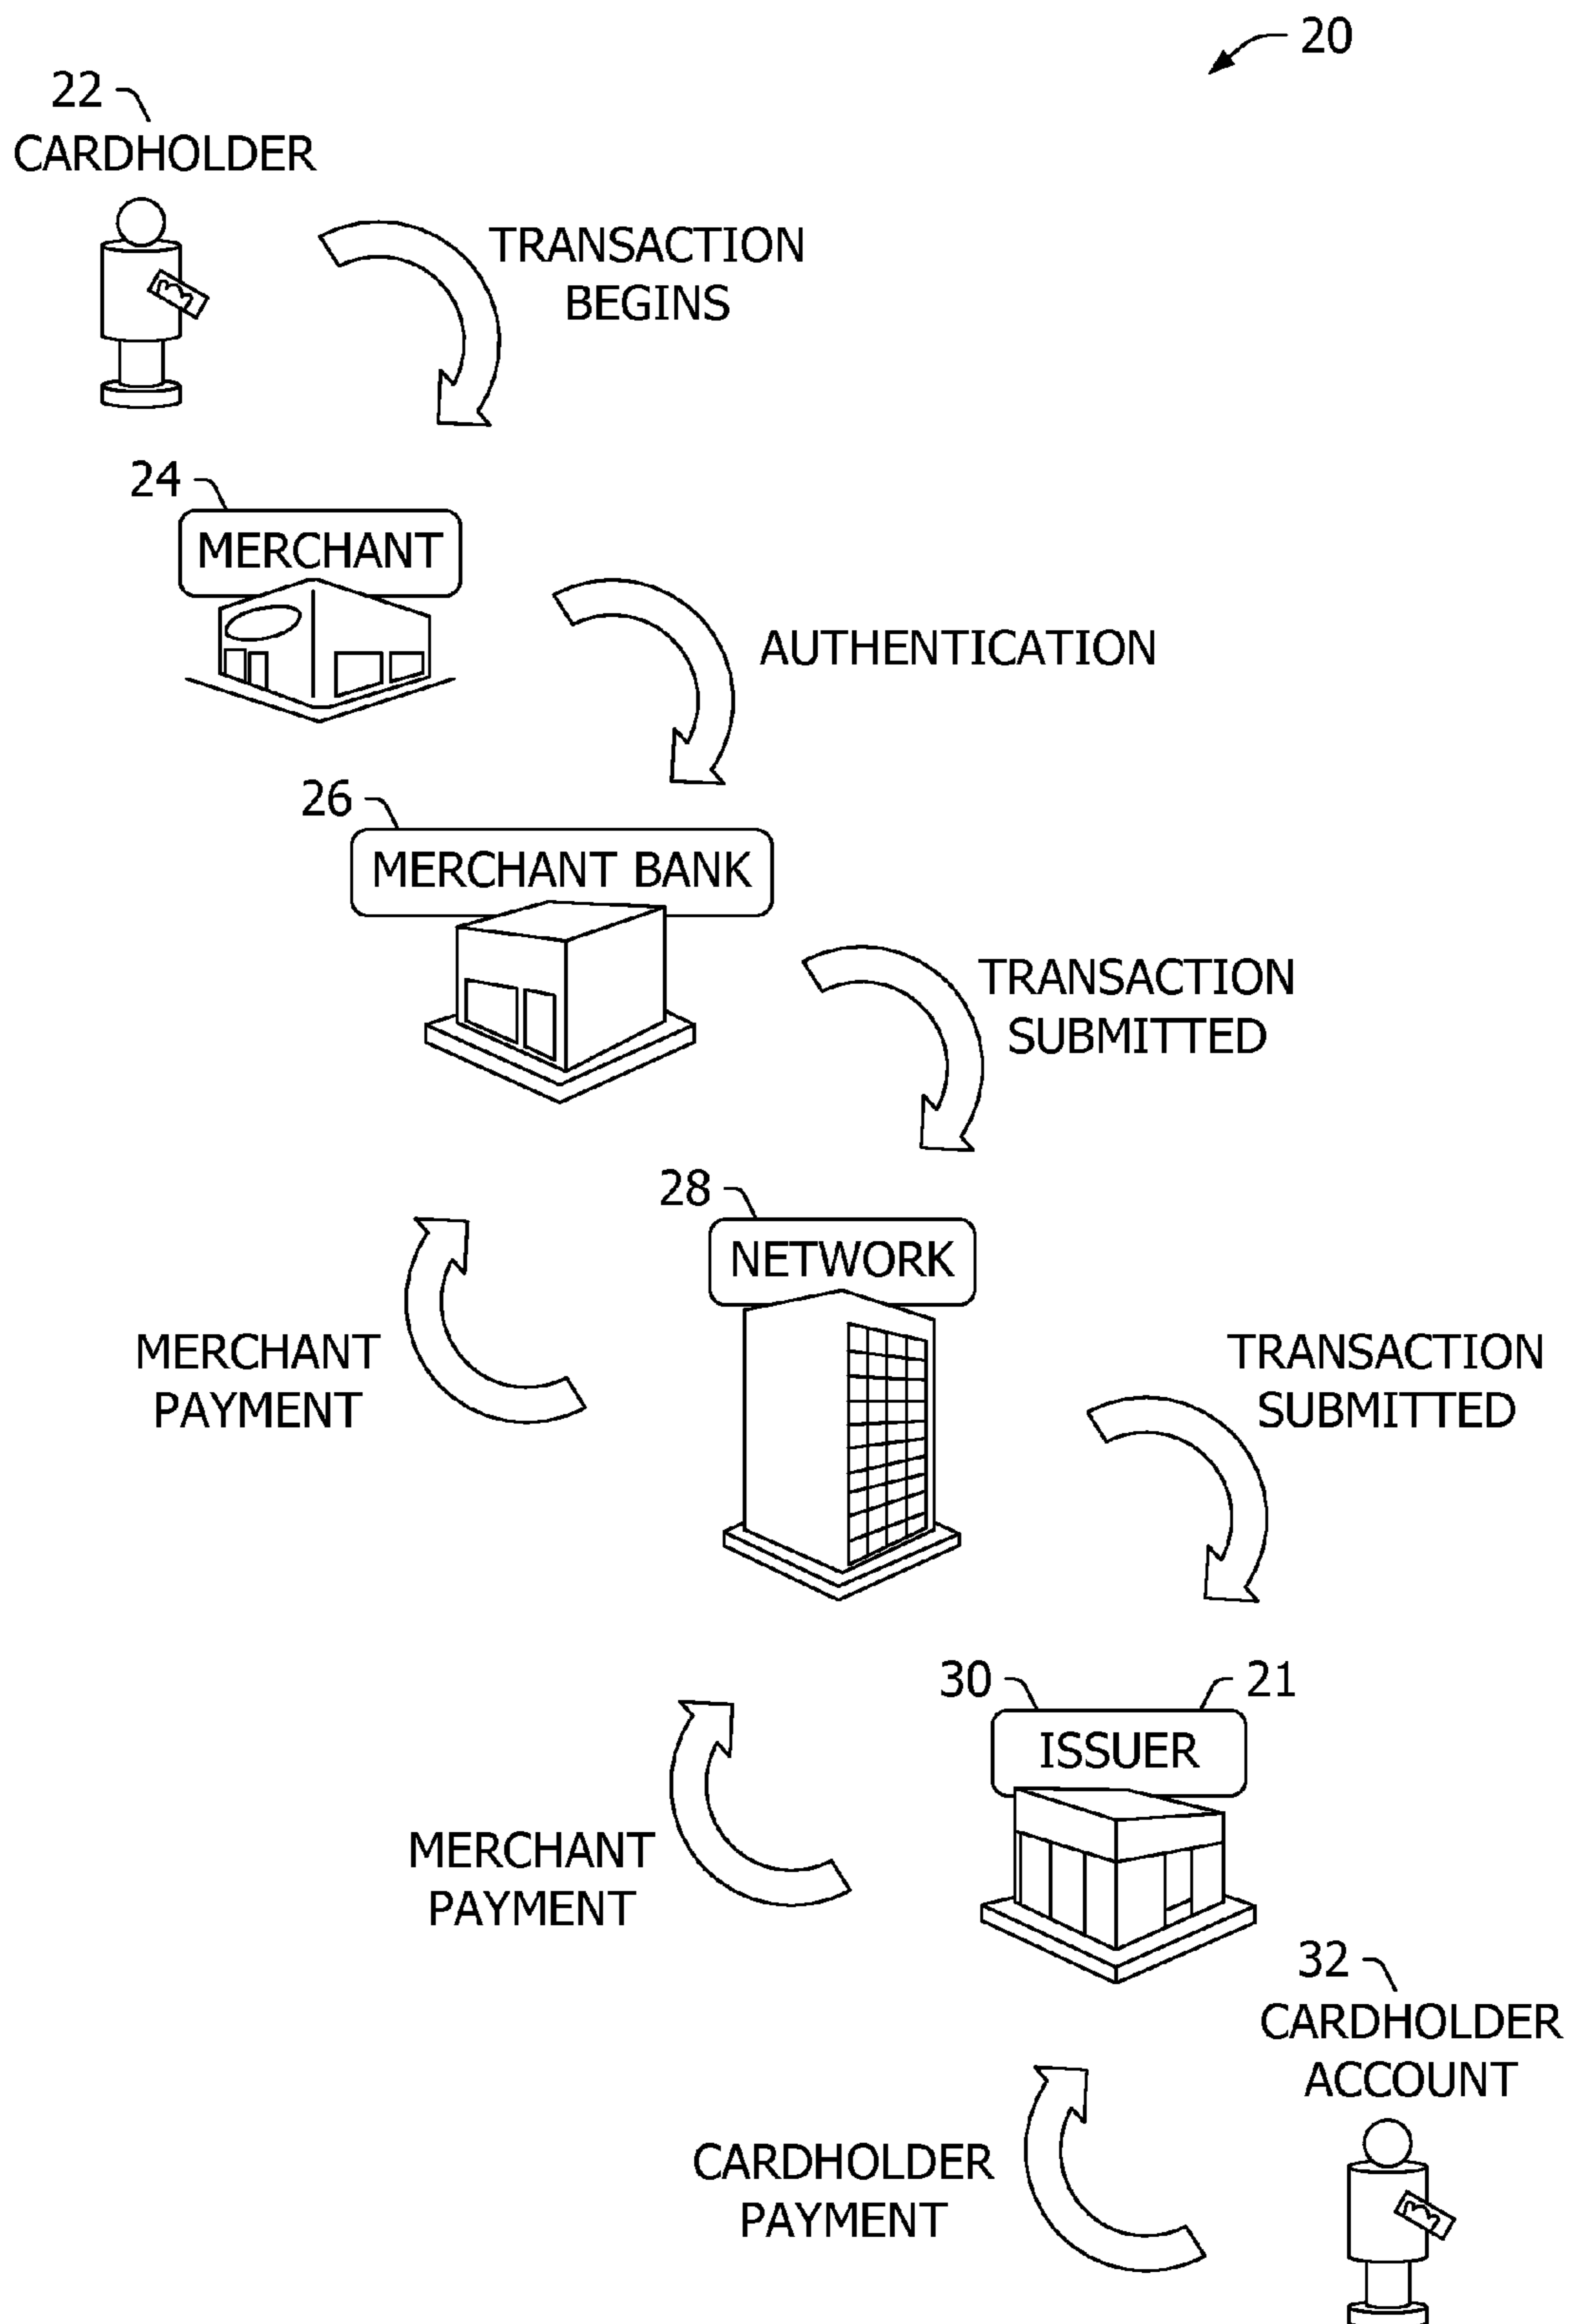 20
22
CARDHOLDER
TRANSACTION
BEGINS
24
MERCHANT
AUTHENTICATION
26
MERCHANT BANK
TRANSACTION
SUBMITTED
28
NETWORK
MERCHANT
PAYMENT
TRANSACTION
SUBMITTED
30
21
ISSUER
MERCHANT
PAYMENT
32
CARDHOLDER
ACCOUNT
CARDHOLDER
PAYMENT